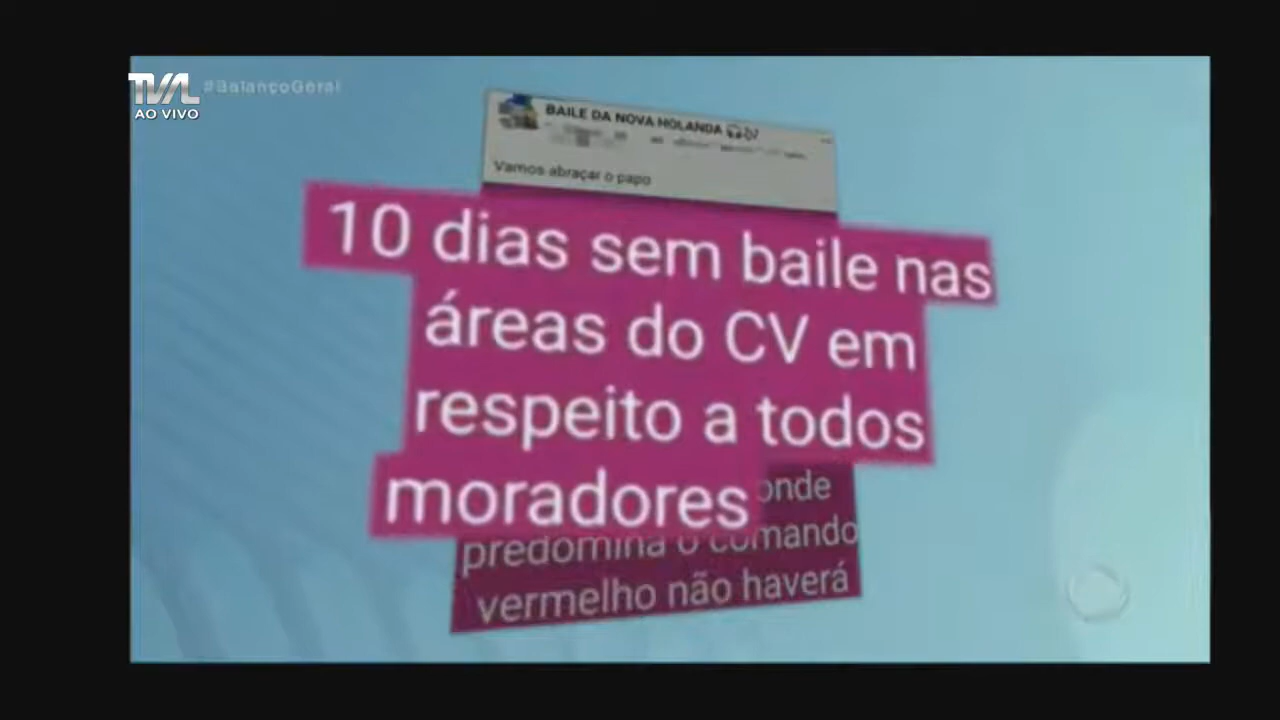 TVA
AO VIVO
#BalançoGeral
BAILE DA NOVA HOLANDA
Vamos abraçar o papo
10 dias sem baile nas
áreas do CV em
respeito a todos
moradores
onde
predomina o comando
vermelho não haverá